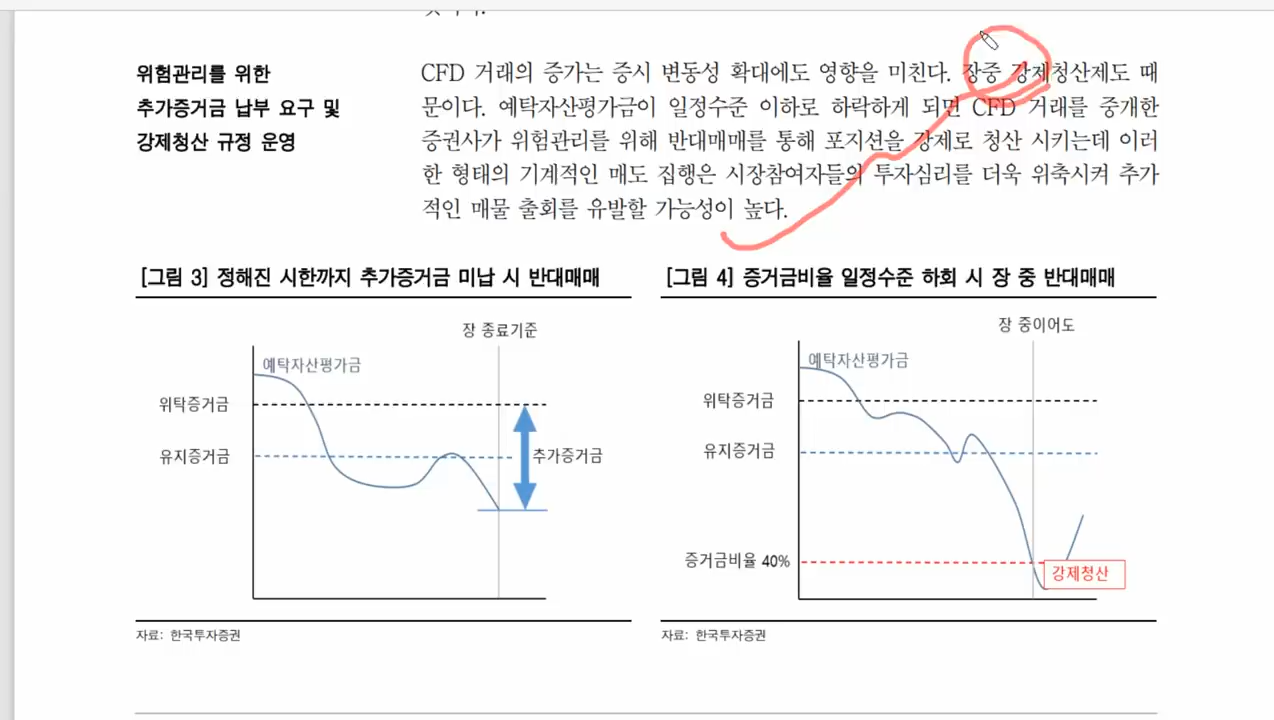 위험관리를 위한
추가증거금 납부 요구 및
강제청산 규정 운영
CFD 거래의 증가는 증시 변동성 확대에도 영향을 미친다. 장중 강제청산제도 때
문이다. 예탁자산평가금이 일정수준 이하로 하락하게 되면 CFD 거래를 중개한
증권사가 위험관리를 위해 반대매매를 통해 포지션을 강제로 청산 시키는데 이러
한 형태의 기계적인 매도 집행은 시장참여자들의 투자심리를 더욱 위축시켜 추가
적인 매물 출회를 유발할 가능성이 높다.
[그림 3] 정해진 시한까지 추가증거금 미납 시 반대매매
장 종료기준
예탁자산평가금
위탁증거금
유지증거금
추가증거금
자료: 한국투자증권
[그림 4] 증거금비율 일정수준 하회 시 장 중 반대매매
장 중이어도
예탁자산평가금
위탁증거금
유지증거금
증거금비율 40%
강제청산
자료: 한국투자증권